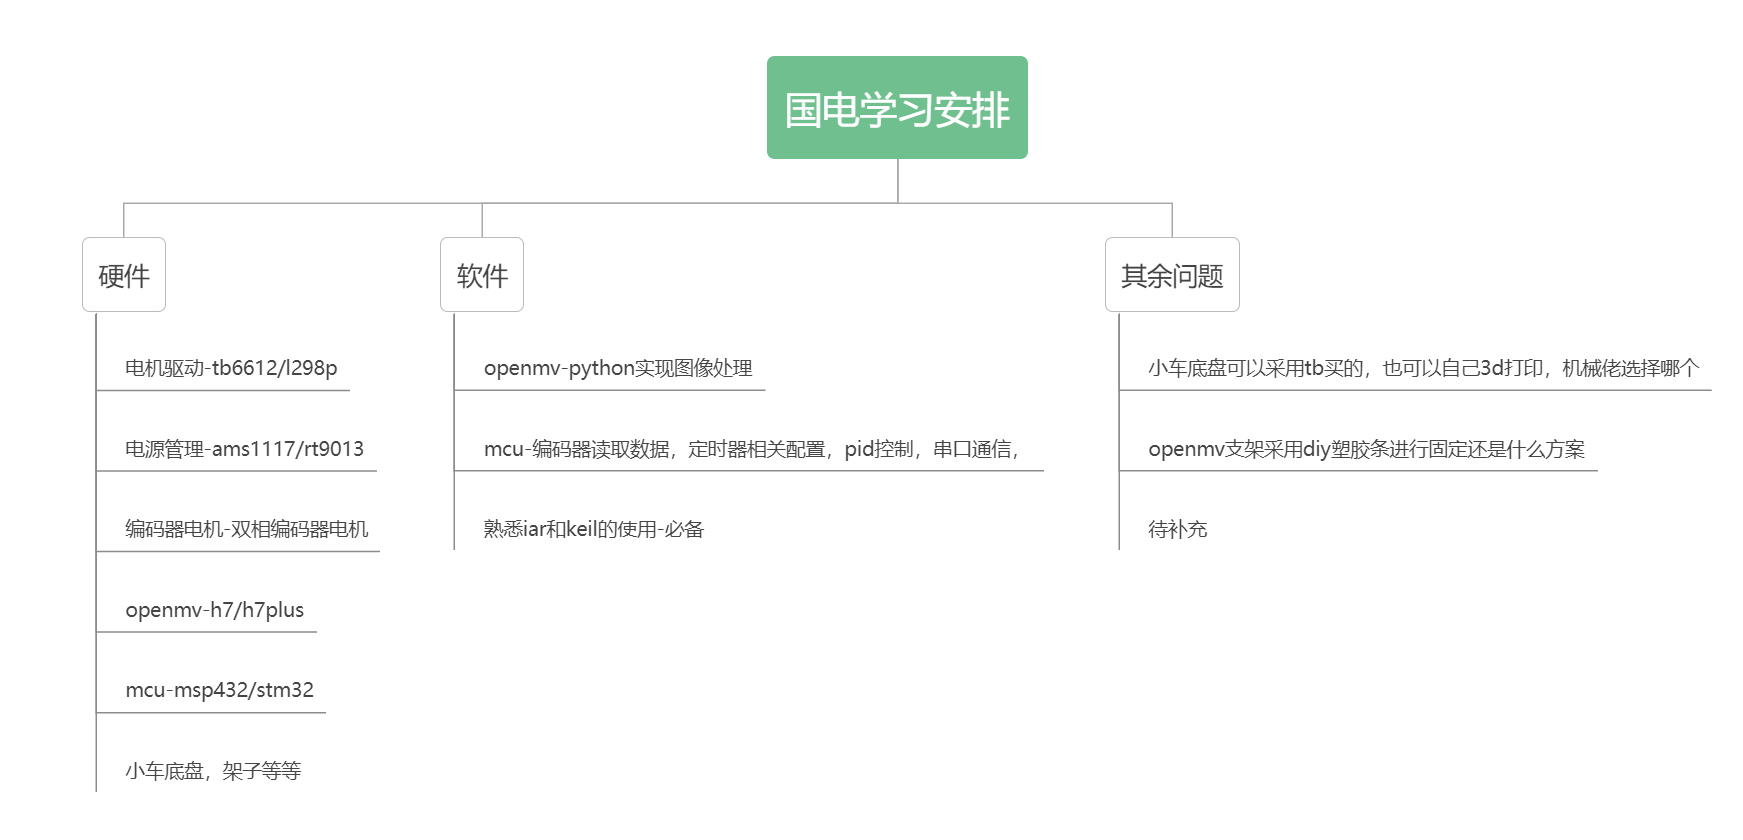 国电学习安排
硬件
电机驱动-tb6612/l298p
电源管理-ams1117/rt9013
编码器电机-双相编码器电机
openmv-h7/h7plus
mcu-msp432/stm32
小车底盘，架子等等
软件
openmv-python实现图像处理
mcu-编码器读取数据，定时器相关配置，pid控制，串口通信，
熟悉iar和keil的使用-必备
其余问题
小车底盘可以采用tb买的，也可以自己3d打印，机械佬选择哪个
openmv支架采用diy塑胶条进行固定还是什么方案
待补充